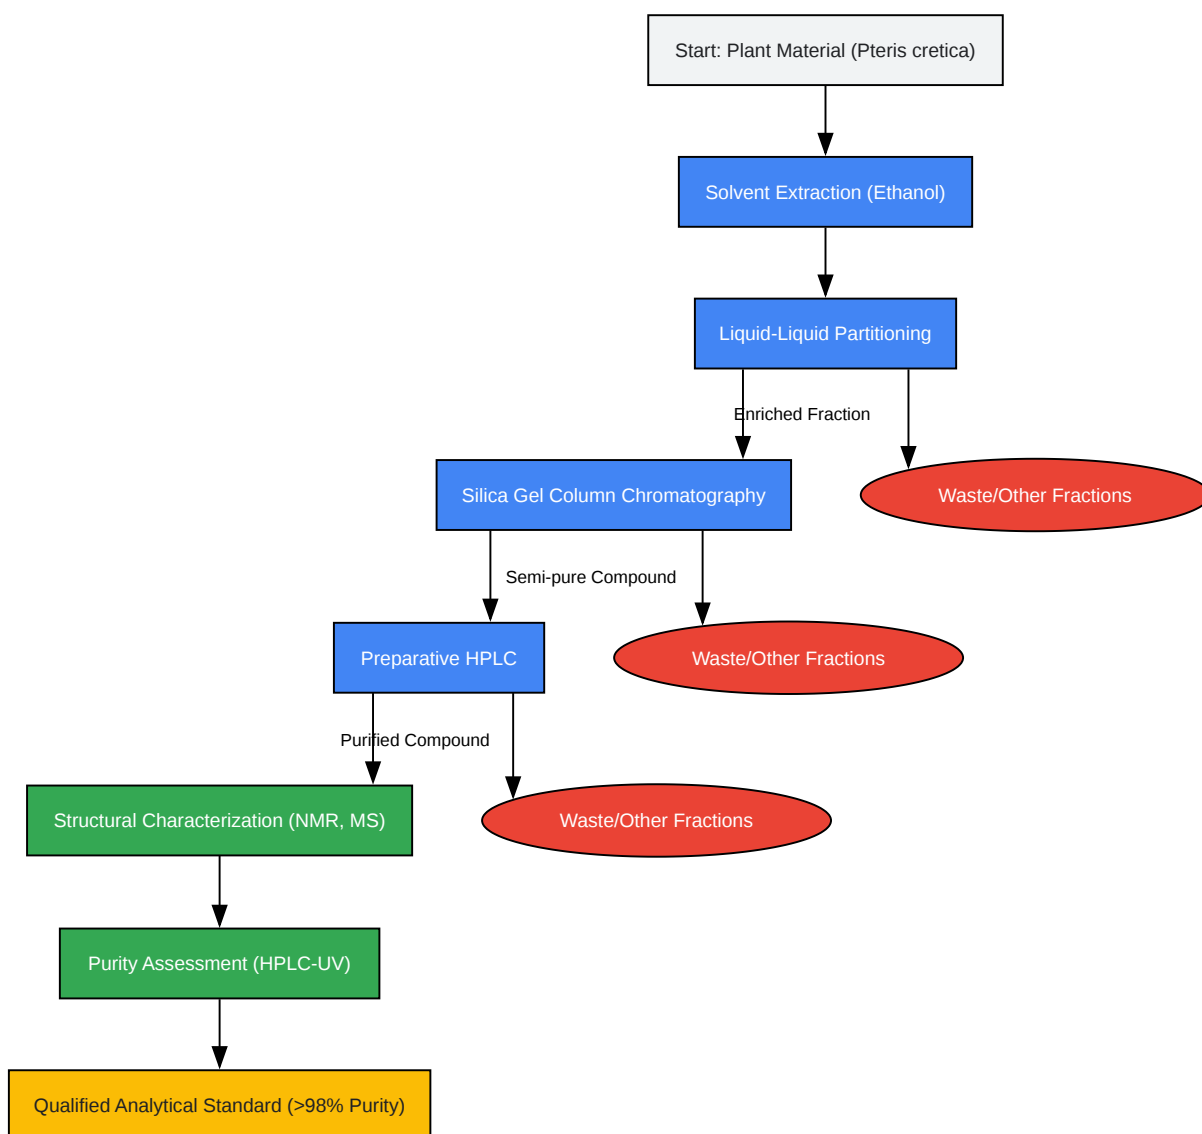 Start: Plant Material (Pteris cretica)
Solvent Extraction (Ethanol)
Liquid-Liquid Partitioning
Enriched Fraction
Silica Gel Column Chromatography
Waste/Other Fractions
Semi-pure Compound
Preparative HPLC
Waste/Other Fractions
Purified Compound
Structural Characterization (NMR, MS)
Waste/Other Fractions
Purity Assessment (HPLC-UV)
Qualified Analytical Standard (>98% Purity)